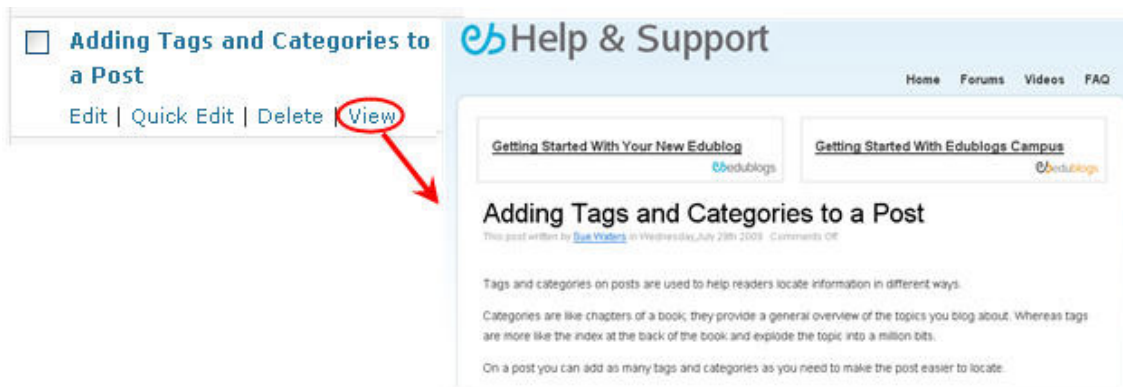 Adding Tags and Categories to
a Post
Edit | Quick Edit | Delete | View
eb Help & Support
Home Forums Videos FAQ
Getting Started With Your New Edublog
edublogs
Getting Started With Edublogs Campus
edublogs
Adding Tags and Categories to a Post
This post written by Sue Waters in Wednesday,July 29th 2009 Comments Off
Tags and categories on posts are used to help readers locate information in different ways.
Categories are like chapters of a book; they provide a general overview of the topics you blog about. Whereas tags
are more like the index at the back of the book and explode the topic into a million bits.
On a post you can add as many tags and categories as you need to make the post easier to locate.